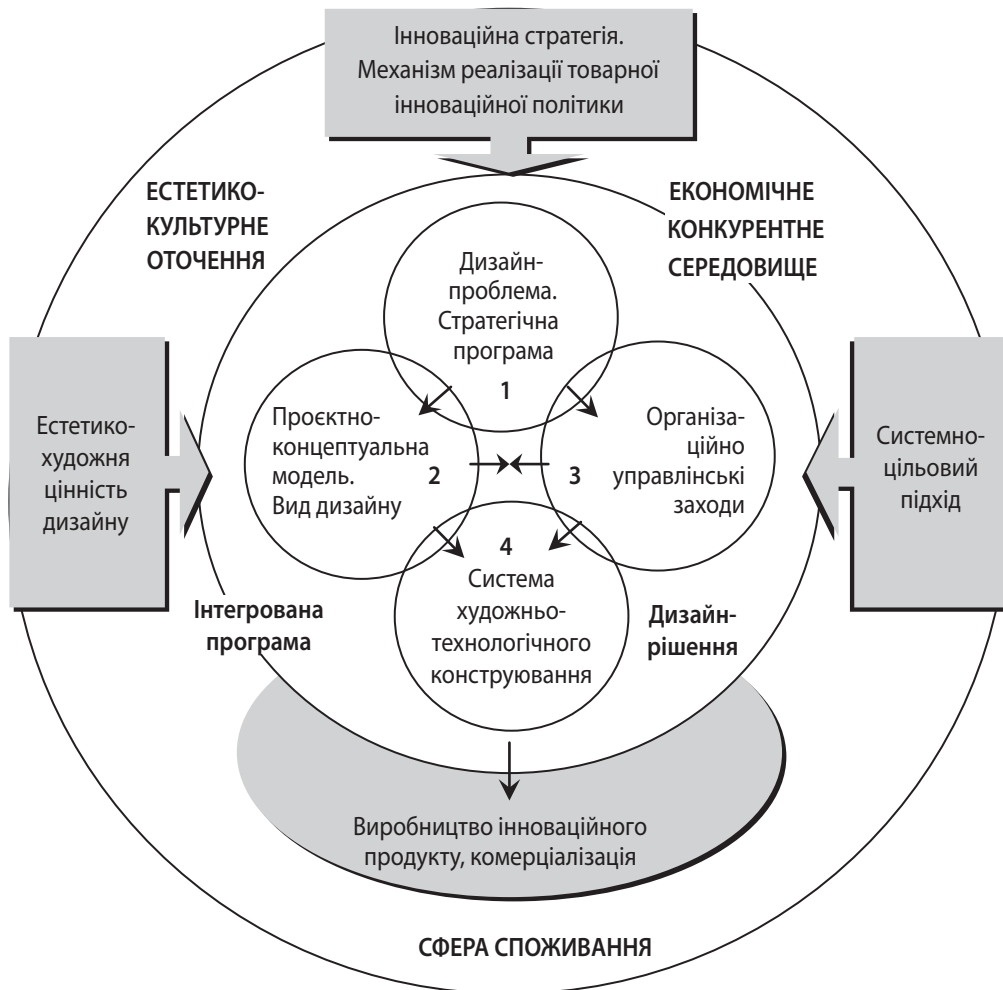 Інноваційна стратегія.
Механізм реалізації товарної
інноваційної політики
ЕСТЕТИКО-
КУЛЬТУРНЕ
ОТОЧЕННЯ
ЕКОНОМІЧНЕ
КОНКУРЕНТНЕ
СЕРЕДОВИЩЕ
Дизайн-
проблема.
Стратегічна
програма
1
Естетико-
художня
цінність
дизайну
Проєктно-
концептуальна
модель.
Вид дизайну
2
3
Організа-
ційно
управлінські
заходи
Системно-
цільовий
підхід
4
Система
художньо-
технологічного
конструювання
Інтегрована
програма
Дизайн-
рішення
Виробництво інноваційного
продукту, комерціалізація
СФЕРА СПОЖИВАННЯ